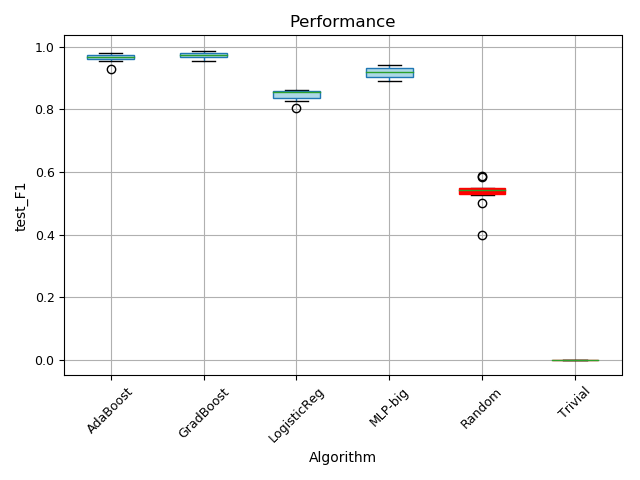 Performance
test_F1
1.0
0.8
0.6
0.4
0.2
0.0
AdaBoost
GradBoost
LogisticReg
MLP-big
Random
Trivial
Algorithm